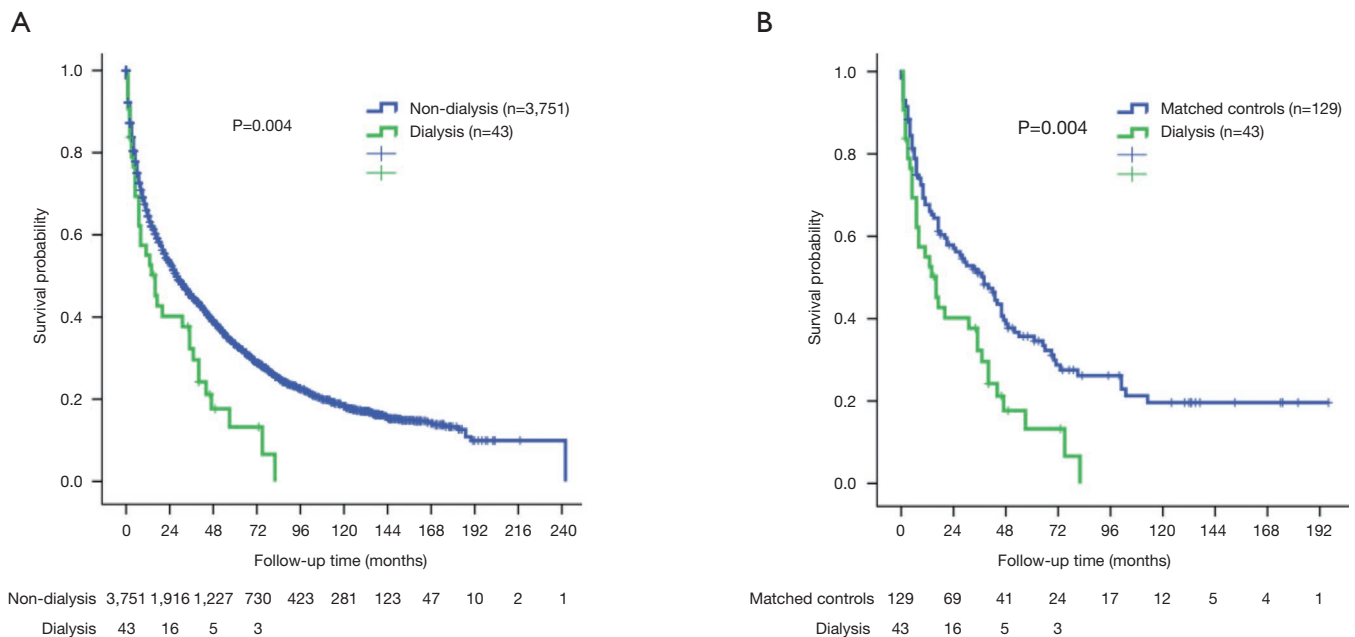 A
1.0
0.8
0.6
0.4
0.2
0.0
Survival probability
P=0.004
Non-dialysis (n=3,751)
Dialysis (n=43)
0 24 48 72 96 120 144 168 192 216 240
Follow-up time (months)
Non-dialysis 3,751 1,916 1,227 730 423 281 123 47 10 2 1
Dialysis 43 16 5 3
B
1.0
0.8
0.6
0.4
0.2
0.0
Survival probability
P=0.004
Matched controls (n=129)
Dialysis (n=43)
0 24 48 72 96 120 144 168 192
Follow-up time (months)
Matched controls 129 69 41 24 17 12 5 4 1
Dialysis 43 16 5 3